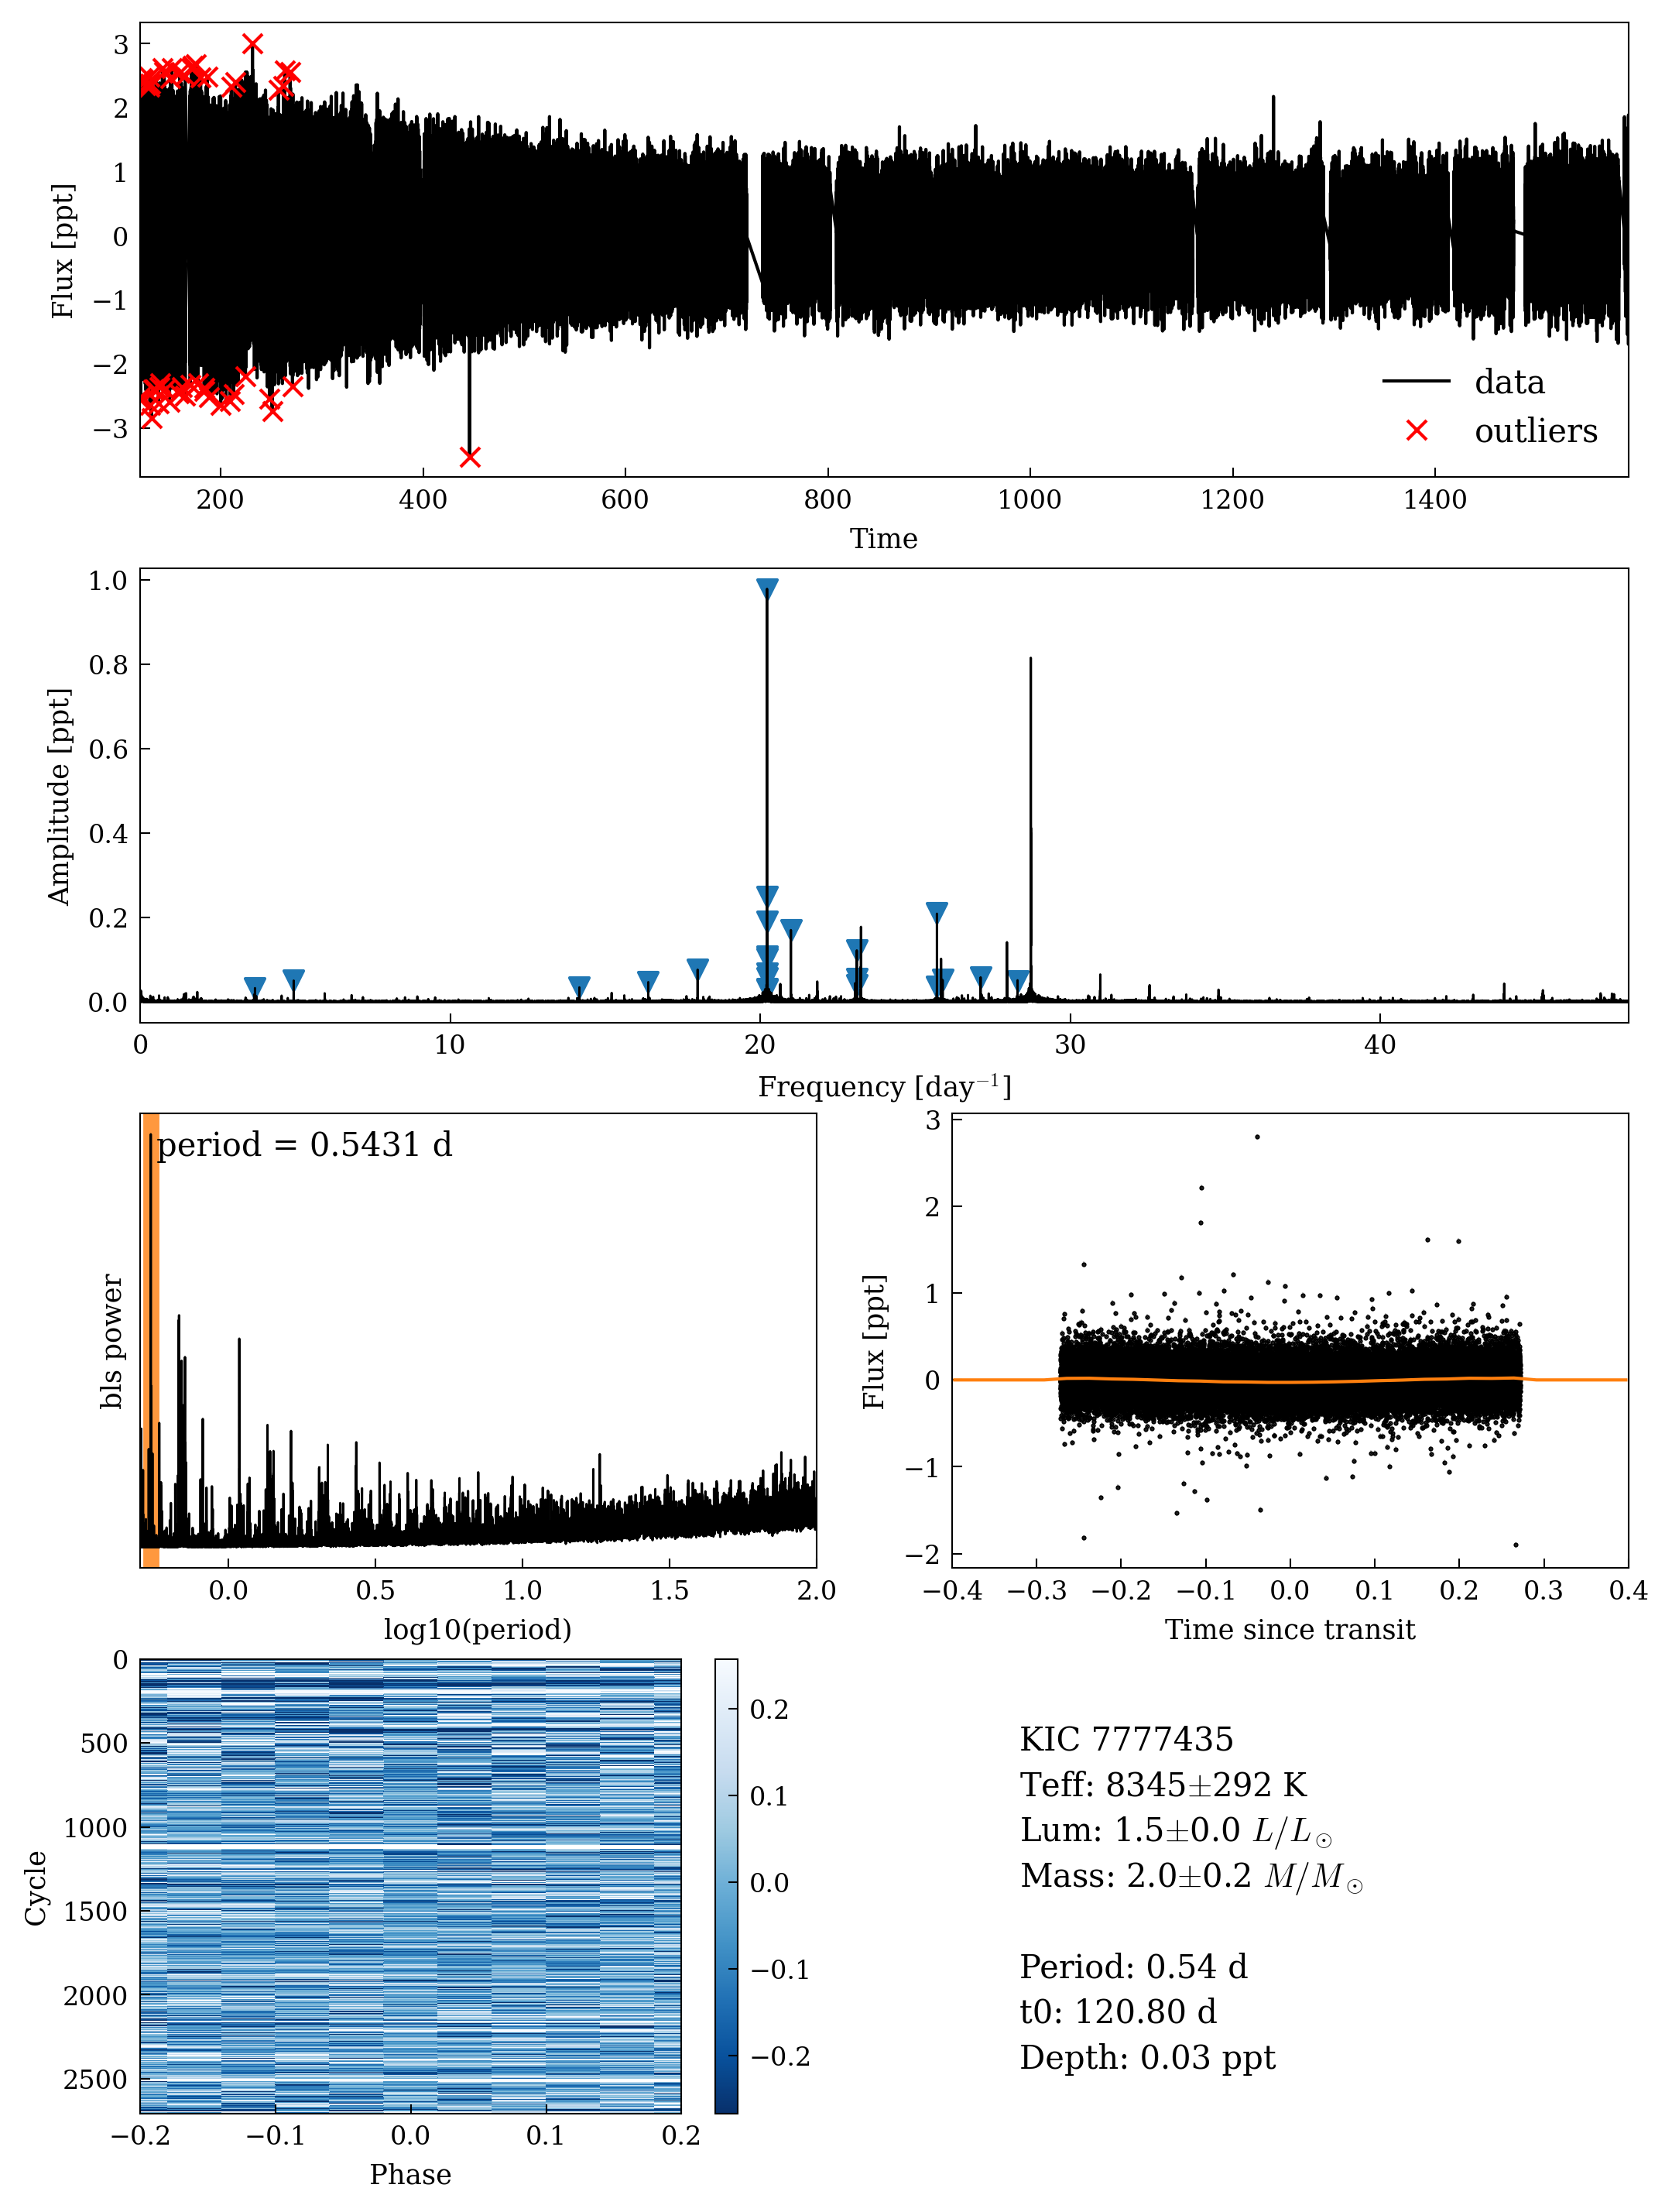 3
2
1
0
−1
−2
−3
Flux [ppt]
data
outliers
200 400 600 800 1000 1200 1400
Time
1.0
0.8
0.6
0.4
0.2
0.0
Amplitude [ppt]
0 10 20 30 40
Frequency [day⁻¹]
period = 0.5431 d
bls power
0.0 0.5 1.0 1.5 2.0
log10(period)
3
2
1
0
−1
−2
Flux [ppt]
−0.4 −0.3 −0.2 −0.1 0.0 0.1 0.2 0.3 0.4
Time since transit
0
500
1000
1500
2000
2500
Cycle
−0.2 −0.1 0.0 0.1 0.2
Phase
0.2
0.1
0.0
−0.1
−0.2
KIC 7777435
Teff: 8345±292 K
Lum: 1.5±0.0 L/L☉
Mass: 2.0±0.2 M/M☉
Period: 0.54 d
t0: 120.80 d
Depth: 0.03 ppt